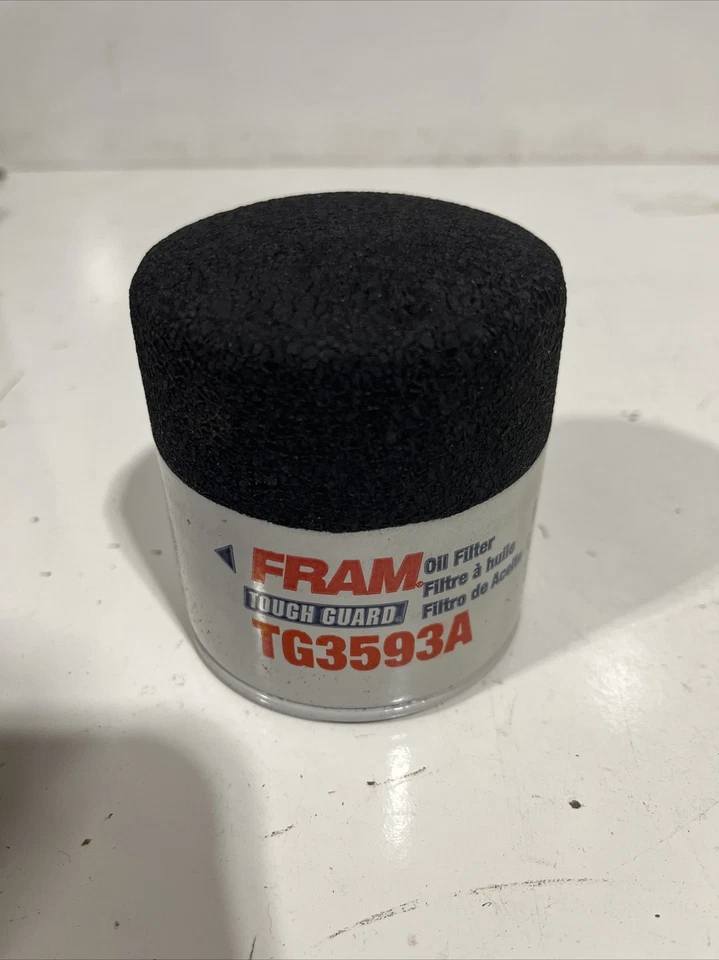 FRAM®
TOUGH GUARD®
TG3593A
Oil Filter
Filtre à huile
Filtro de Aceite